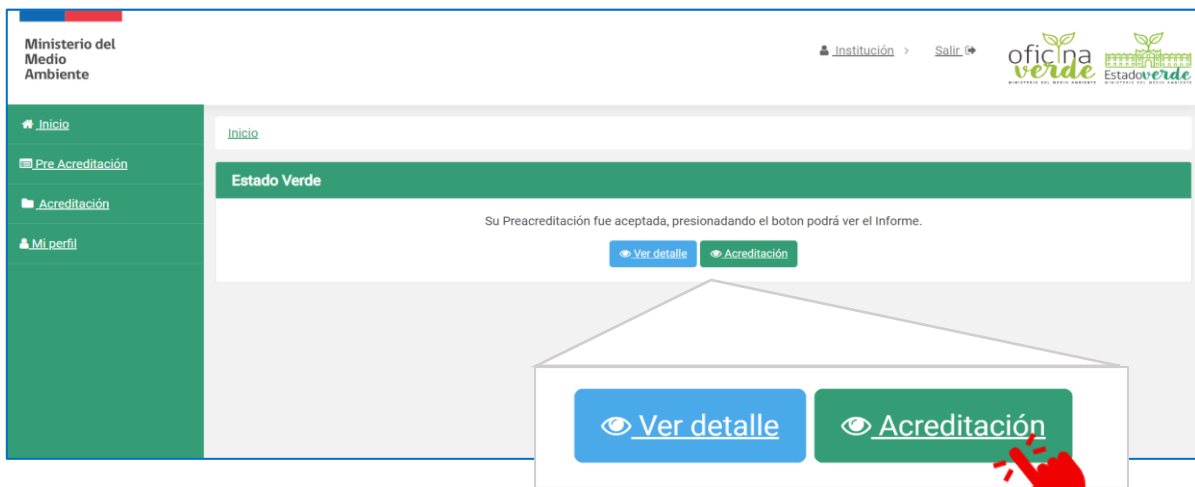 Ministerio del
Medio
Ambiente
Institución >
Salir
oficina
verde
MINISTERIO DEL MEDIO AMBIENTE
Estadoverde
MINISTERIO DEL MEDIO AMBIENTE
Inicio
Pre Acreditación
Acreditación
Mi perfil
Inicio
Estado Verde
Su Preacreditación fue aceptada, presionadando el boton podrá ver el Informe.
Ver detalle
Acreditación
Ver detalle
Acreditación